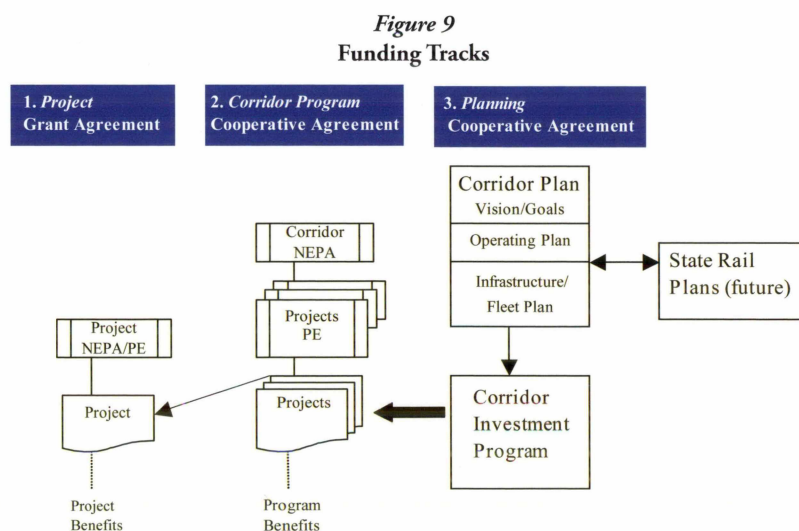 Figure 9
Funding Tracks
1. Project
Grant Agreement
2. Corridor Program
Cooperative Agreement
3. Planning
Cooperative Agreement
Project
NEPA/PE
Project
Project
Benefits
Corridor
NEPA
Projects
PE
Projects
Program
Benefits
Corridor Plan
Vision/Goals
Operating Plan
Infrastructure/
Fleet Plan
Corridor
Investment
Program
State Rail
Plans (future)